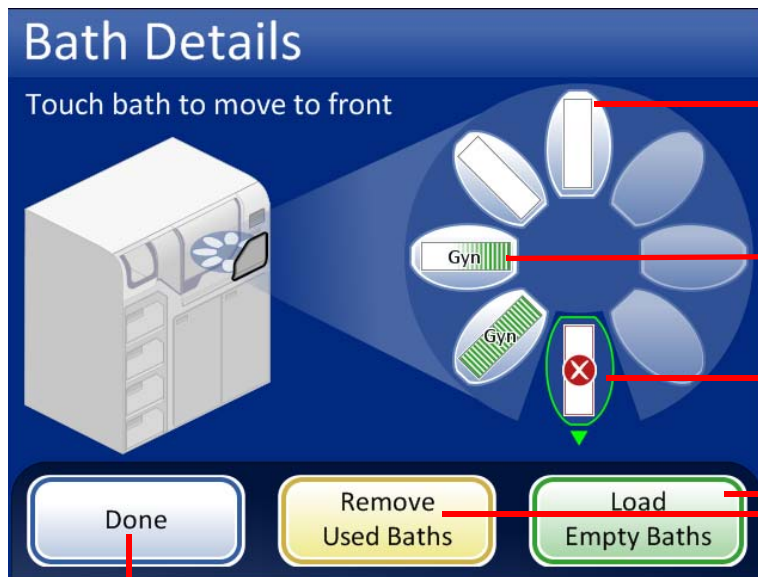 Bath Details
Touch bath to move to front
Gyn
Gyn
Done
Remove
Used Baths
Load
Empty Baths